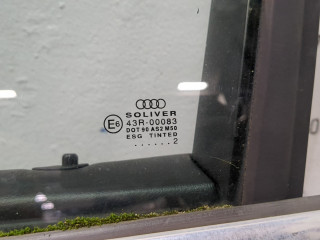 SOLIVER
E6 43R-00083
DOT 90 AS2 M50
ESG TINTED
. . . . . . 2